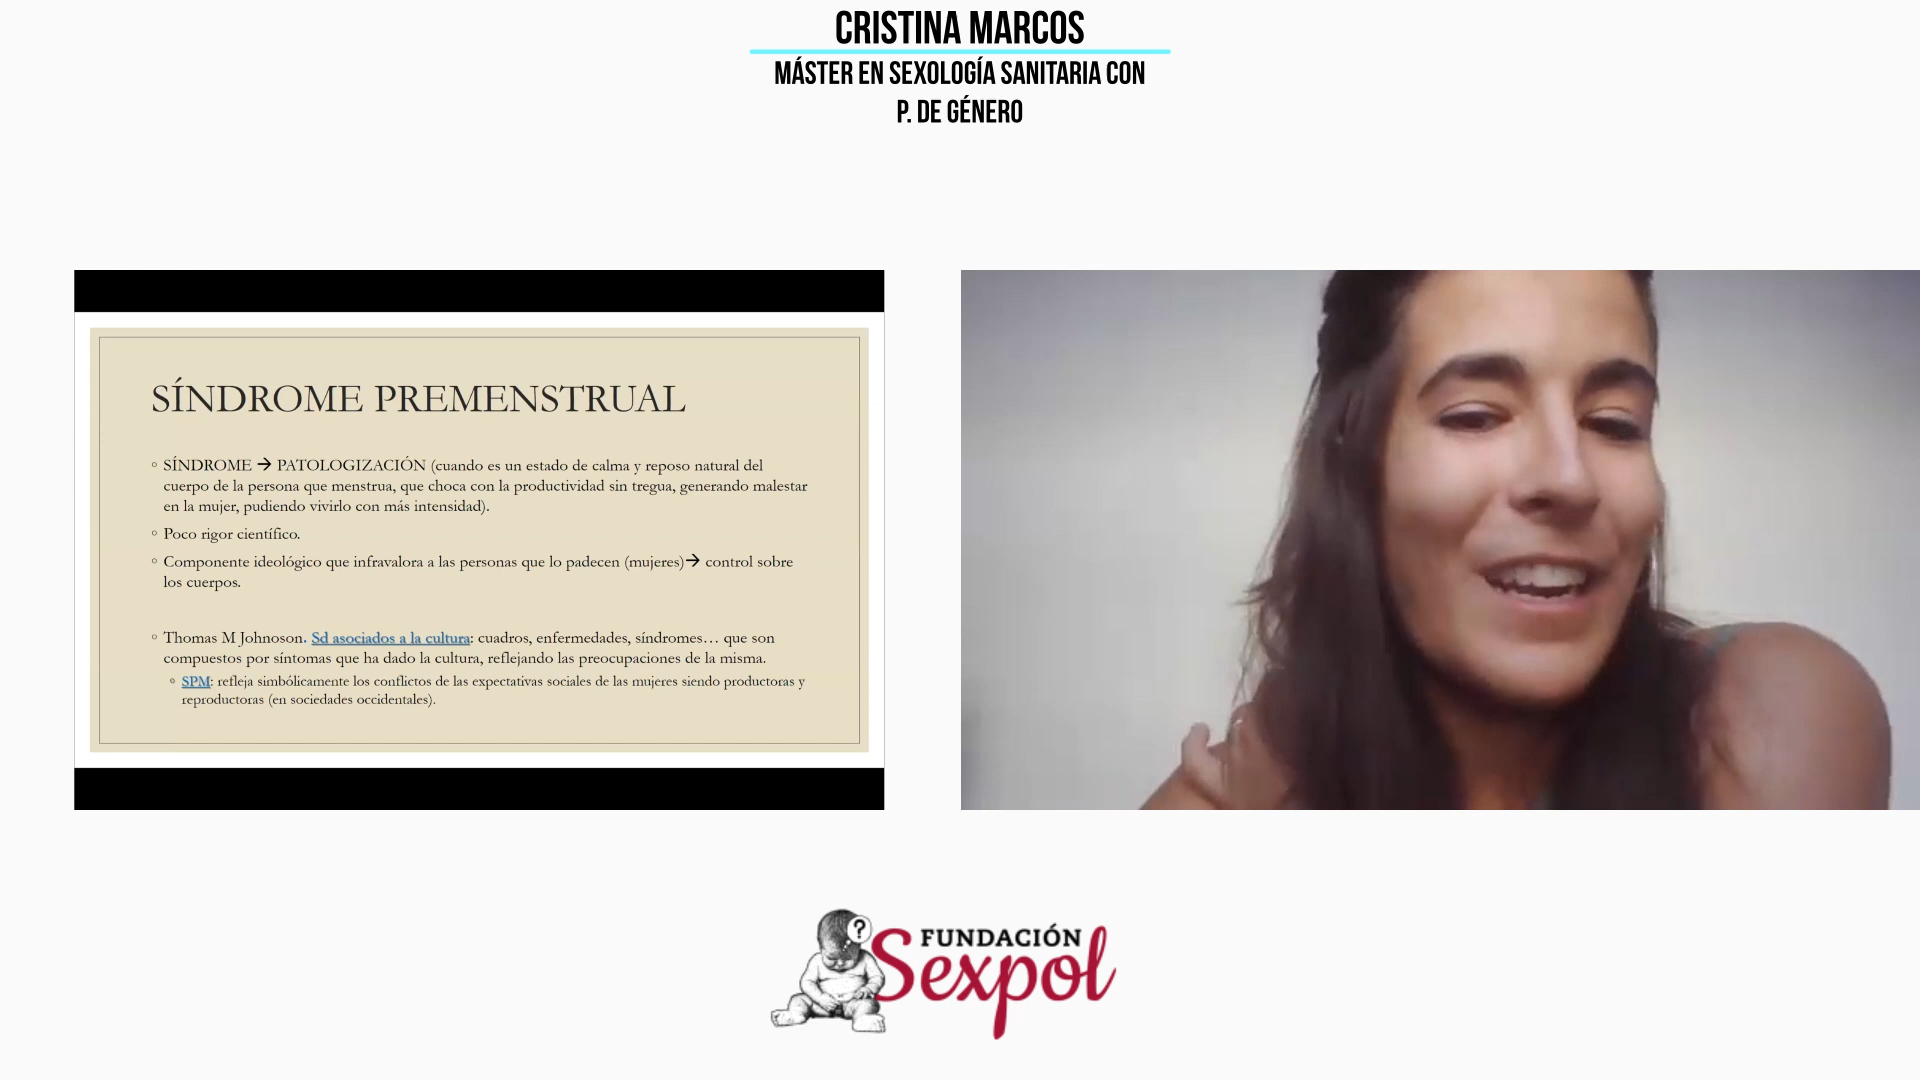 CRISTINA MARCOS
MÁSTER EN SEXOLOGÍA SANITARIA CON
P. DE GÉNERO
SÍNDROME PREMENSTRUAL
◦ SÍNDROME → PATOLOGIZACIÓN (cuando es un estado de calma y reposo natural del
cuerpo de la persona que menstrua, que choca con la productividad sin tregua, generando malestar
en la mujer, pudiendo vivirlo con más intensidad).
◦ Poco rigor científico.
◦ Componente ideológico que infravalora a las personas que lo padecen (mujeres)→ control sobre
los cuerpos.
◦ Thomas M Johnoson. Sd asociados a la cultura: cuadros, enfermedades, síndromes… que son
compuestos por síntomas que ha dado la cultura, reflejando las preocupaciones de la misma.
◦ SPM: refleja simbólicamente los conflictos de las expectativas sociales de las mujeres siendo productoras y
reproductoras (en sociedades occidentales).
?
FUNDACIÓN
Sexpol